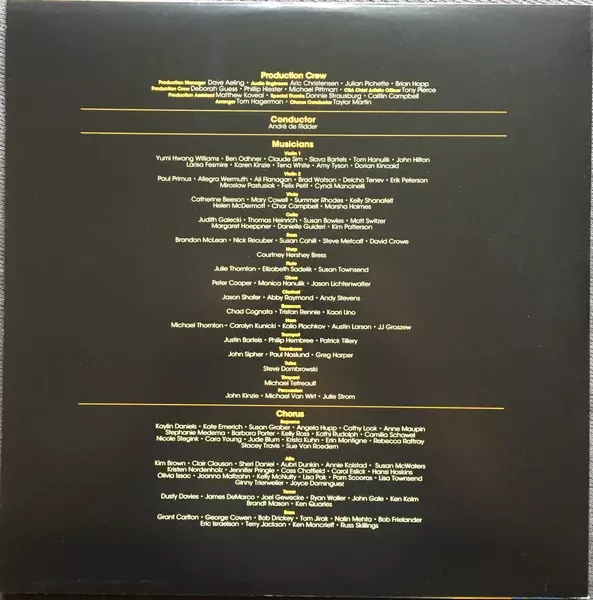 Production Crew
Production Manager Dave Aeling • Audio Engineers Aric Christensen • Julian Pichette • Brian Hopp
Production Crew Deborah Guess • Phillip Hiester • Michael Pittman • CSA Chief Artistic Officer Tony Pierce
Production Assistant Matthew Koveal • Special Thanks Donnie Strausburg • Caitlin Campbell
Arranger Tom Hagerman • Chorus Conductor Taylor Martin
Conductor
André de Ridder
Musicians
Violin 1
Yumi Hwang Williams • Ben Odhner • Claude Sim • Slava Bartels • Tom Hanulik • John Hilton
Larisa Fesmire • Karen Kinzie • Tena White • Amy Tyson • Dorian Kincaid
Violin 2
Paul Primus • Allegra Wermuth • Ali Flanagan • Brad Watson • Delcho Tenev • Erik Peterson
Miroslaw Pastusiak • Felix Petit • Cyndi Mancinelli
Viola
Catherine Beeson • Mary Cowell • Summer Rhodes • Kelly Shanafelt
Helen McDermott • Char Campbell • Marsha Holmes
Cello
Judith Galecki • Thomas Heinrich • Susan Bowles • Matt Switzer
Margaret Hoeppner • Danielle Guideri • Kim Patterson
Bass
Brandon McLean • Nick Recuber • Susan Cahill • Steve Metcalf • David Crowe
Harp
Courtney Hershey Bress
Flute
Julie Thornton • Elizabeth Sadelik • Susan Townsend
Oboe
Peter Cooper • Monica Hanulik • Jason Lichtenwalter
Clarinet
Jason Shafer • Abby Raymond • Andy Stevens
Bassoon
Chad Cognata • Tristan Rennie • Kaori Uno
Horn
Michael Thornton • Carolyn Kunicki • Kolio Plachkov • Austin Larson • JJ Groszew
Trumpet
Justin Bartels • Philip Hembree • Patrick Tillery
Trombone
John Sipher • Paul Naslund • Greg Harper
Tuba
Steve Dombrowski
Timpani
Michael Tetreault
Percussion
John Kinzie • Michael Van Wirt • Julie Strom
Chorus
Soprano
Kaylin Daniels • Kate Emerich • Susan Graber • Angela Hupp • Cathy Look • Anne Maupin
Stephanie Medema • Barbara Porter • Kelly Ross • Kathi Rudolph • Camilia Schawel
Nicole Stegink • Cara Young • Jude Blum • Krista Kuhn • Erin Montigne • Rebecca Rattray
Stacey Travis • Sue Von Roedern
Alto
Kim Brown • Clair Clauson • Sheri Daniel • Aubri Dunkin • Annie Kolstad • Susan McWaters
Kristen Nordenholz • Jennifer Pringle • Cass Chatfield • Carol Eslick • Hansi Hoskins
Olivia Isaac • Joanna Maltzahn • Kelly McNulty • Lisa Pak • Pam Scooros • Lisa Townsend
Ginny Trierweiler • Joyce Dominguez
Tenor
Dusty Davies • James DeMarco • Joel Gewecke • Ryan Waller • John Gale • Ken Kolm
Brandt Mason • Ken Quarles
Bass
Grant Carlton • George Cowen • Bob Drickey • Tom Jirak • Nalin Mehta • Bob Frielander
Eric Israelson • Terry Jackson • Ken Moncrieff • Russ Skillings